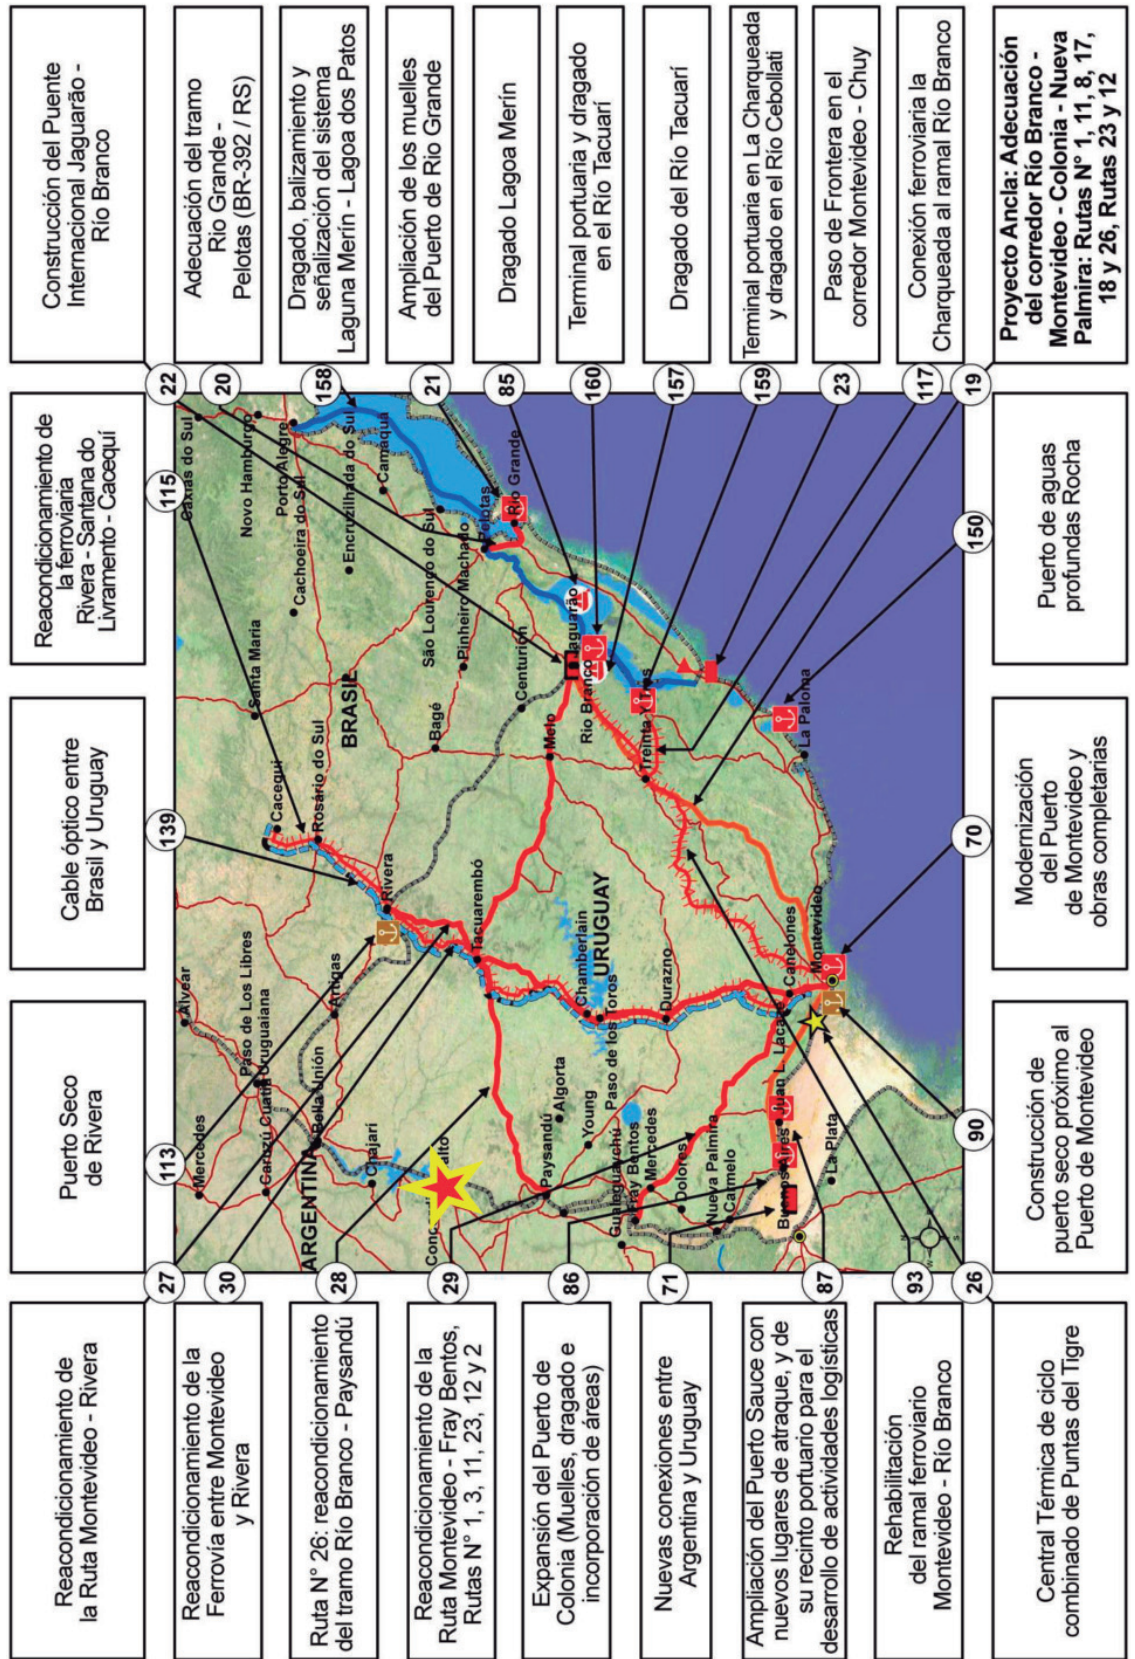 Reacondicionamiento de
la Ruta Montevideo - Rivera
Puerto Seco
de Rivera
Cable óptico entre
Brasil y Uruguay
Reacondicionamiento de
la ferroviaria
Rivera - Santana do
Livramento - Cacequí
Construcción del Puente
Internacional Jaguarão -
Río Branco
27
113
139
115
22
Reacondicionamiento de la
Ferrovía entre Montevideo
y Rivera
30
Ruta N° 26: reacondicionamiento
del tramo Río Branco - Paysandú
28
Reacondicionamiento de la
Ruta Montevideo - Fray Bentos,
Rutas N° 1, 3, 11, 23, 12 y 2
29
Expansión del Puerto de
Colonia (Muelles, dragado e
incorporación de áreas)
86
Nuevas conexiones entre
Argentina y Uruguay
71
Ampliación del Puerto Sauce con
nuevos lugares de atraque, y de
su recinto portuario para el
desarrollo de actividades logísticas
87
Rehabilitación
del ramal ferroviario
Montevideo - Río Branco
93
Central Térmica de ciclo
combinado de Puntas del Tigre
26
Alvear
Mercedes
Paso de Los Libres
Uruguaiana
Curuzú Cuatiá
ARGENTINA
Bella Unión
Artigas
Chajarí
Conc
alto
Cacequi
Rosário do Sul
Santa Maria
Caxias do Sul
Novo Hamburgo
Porto Alegre
Cachoeira do Sul
BRASIL
Encruzilhada do Sul
Camaquã
Rivera
Bagé
São Lourenço do Sul
Pinheiro Machado
Pelotas
Rio Grande
Tacuarembó
Centurión
Paysandú
Algorta
Young
Melo
Jaguarão
Rio Branco
Chamberlain
Paso de los Toros
URUGUAY
Gualeguaychu
Fray Bentos
Mercedes
Dolores
Treinta Y Tres
Durazno
Nueva Palmira
Carmelo
Buenos Aires
Juan L. Lacaze
Canelones
Montevideo
La Paloma
La Plata
N
S
W
E
20
Adecuación del tramo
Rio Grande -
Pelotas (BR-392 / RS)
158
Dragado, balizamiento y
señalización del sistema
Laguna Merín - Lagoa dos Patos
21
Ampliación de los muelles
del Puerto de Rio Grande
85
Dragado Lagoa Merín
160
Terminal portuaria y dragado
en el Río Tacuarí
157
Dragado del Río Tacuarí
159
Terminal portuaria en La Charqueada
y dragado en el Río Cebollati
23
Paso de Frontera en el
corredor Montevideo - Chuy
117
Conexión ferroviaria la
Charqueada al ramal Río Branco
90
70
150
19
Construcción de
puerto seco próximo al
Puerto de Montevideo
Modernización
del Puerto
de Montevideo y
obras completarias
Puerto de aguas
profundas Rocha
Proyecto Ancla: Adecuación
del corredor Río Branco -
Montevideo - Colonia - Nueva
Palmira: Rutas N° 1, 11, 8, 17,
18 y 26, Rutas 23 y 12